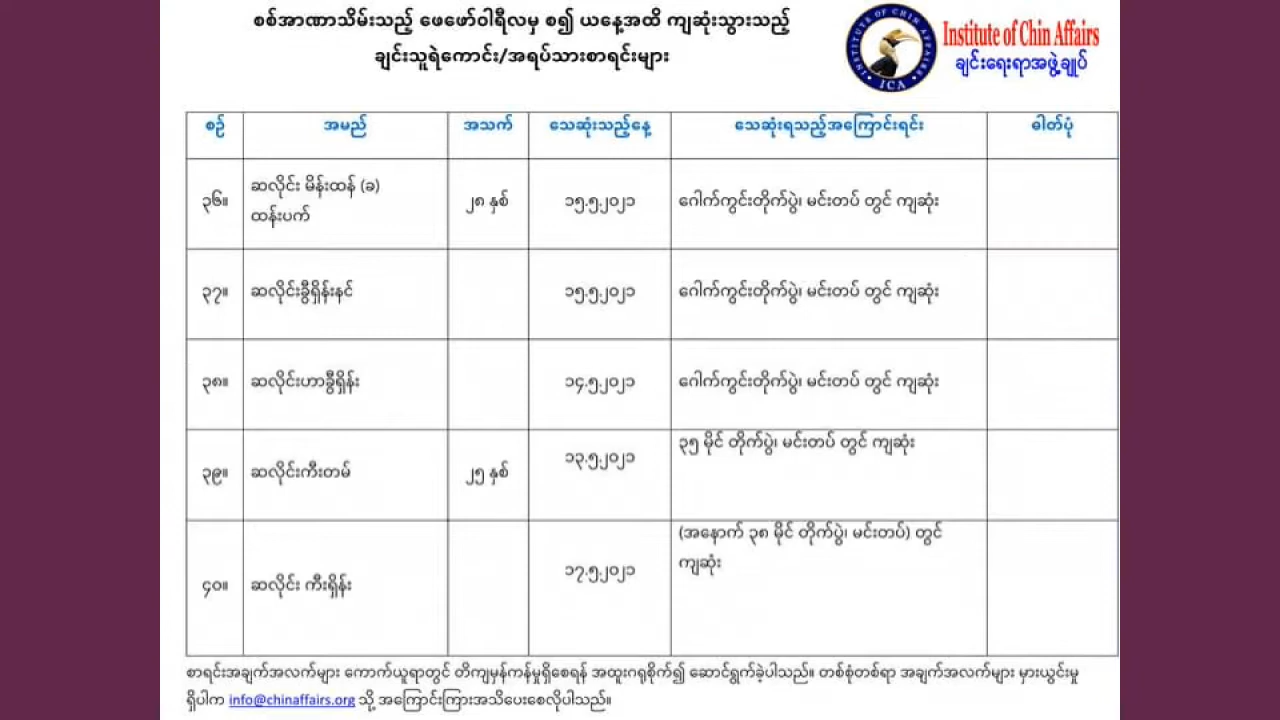 စစ်အာဏာသိမ်းသည့် ဖေဖော်ဝါရီလမှ စ၍ ယနေ့အထိ ကျဆုံးသွားသည့်
ချင်းသူရဲကောင်း/အရပ်သားစာရင်းများ
INSTITUTE OF CHIN AFFAIRS
ICA
Institute of Chin Affairs
ချင်းရေးရာအဖွဲ့ချုပ်
စဉ် အမည် အသက် သေဆုံးသည့်နေ့ သေဆုံးရသည့်အကြောင်းရင်း ဓါတ်ပုံ
၃၆။ ဆလိုင်း မိန်းထန် (ခ) ၂၈ နှစ် ၁၅.၅.၂၀၂၁ ဂေါက်ကွင်းတိုက်ပွဲ၊ မင်းတပ် တွင် ကျဆုံး
ထန်းပက်
၃၇။ ဆလိုင်းခွီရှိန်းနင် ၁၅.၅.၂၀၂၁ ဂေါက်ကွင်းတိုက်ပွဲ၊ မင်းတပ် တွင် ကျဆုံး
၃၈။ ဆလိုင်းဟာခွီရှိန်း ၁၄.၅.၂၀၂၁ ဂေါက်ကွင်းတိုက်ပွဲ၊ မင်းတပ် တွင် ကျဆုံး
၃၉။ ဆလိုင်းကီးတမ် ၂၅ နှစ် ၁၃.၅.၂၀၂၁ ၃၅ မိုင် တိုက်ပွဲ၊ မင်းတပ် တွင် ကျဆုံး
၄၀။ ဆလိုင်း ကီးရှိန်း ၁၇.၅.၂၀၂၁ (အနောက် ၃၈ မိုင် တိုက်ပွဲ၊ မင်းတပ်) တွင်
ကျဆုံး
စာရင်းအချက်အလက်များ ကောက်ယူရာတွင် တိကျမှန်ကန်မှုရှိစေရန် အထူးဂရုစိုက်၍ ဆောင်ရွက်ခဲ့ပါသည်။ တစ်စုံတစ်ရာ အချက်အလက်များ မှားယွင်းမှု
ရှိပါက info@chinaffairs.org သို့ အကြောင်းကြားအသိပေးစေလိုပါသည်။